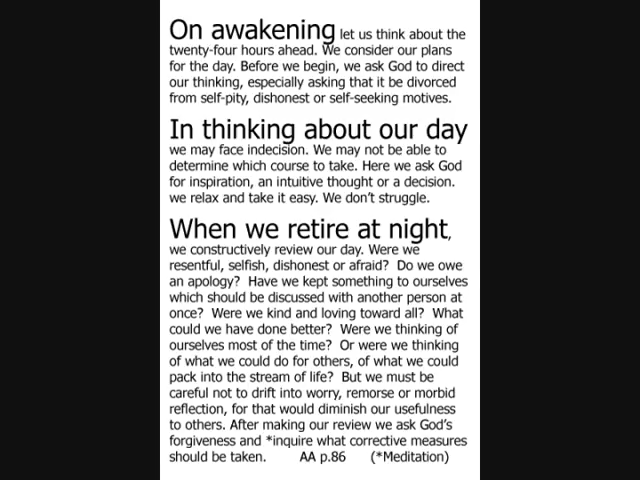 On awakening let us think about the
twenty-four hours ahead. We consider our plans
for the day. Before we begin, we ask God to direct
our thinking, especially asking that it be divorced
from self-pity, dishonest or self-seeking motives.
In thinking about our day
we may face indecision. We may not be able to
determine which course to take. Here we ask God
for inspiration, an intuitive thought or a decision.
we relax and take it easy. We don't struggle.
When we retire at night,
we constructively review our day. Were we
resentful, selfish, dishonest or afraid? Do we owe
an apology? Have we kept something to ourselves
which should be discussed with another person at
once? Were we kind and loving toward all? What
could we have done better? Were we thinking of
ourselves most of the time? Or were we thinking
of what we could do for others, of what we could
pack into the stream of life? But we must be
careful not to drift into worry, remorse or morbid
reflection, for that would diminish our usefulness
to others. After making our review we ask God's
forgiveness and *inquire what corrective measures
should be taken. AA p.86 (*Meditation)